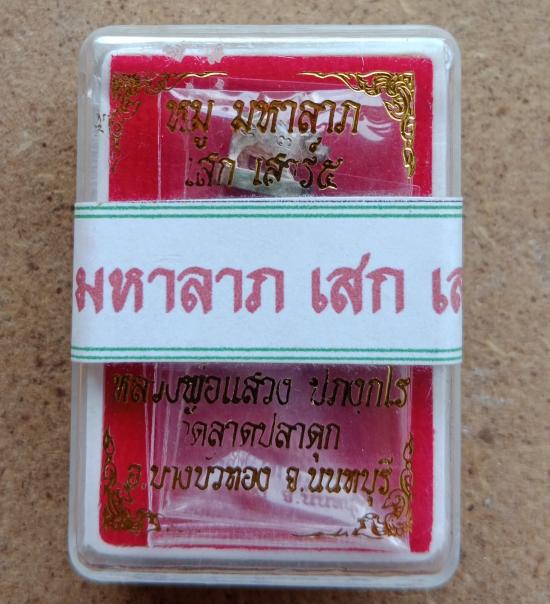 หมู มหาลาภ
เสก เสาร์๕
มหาลาภ เสก
หลวงพ่อแสวง ปภงฺกโร
วัดลาดปลาดุก
อ.บางบัวทอง จ.นนทบุรี